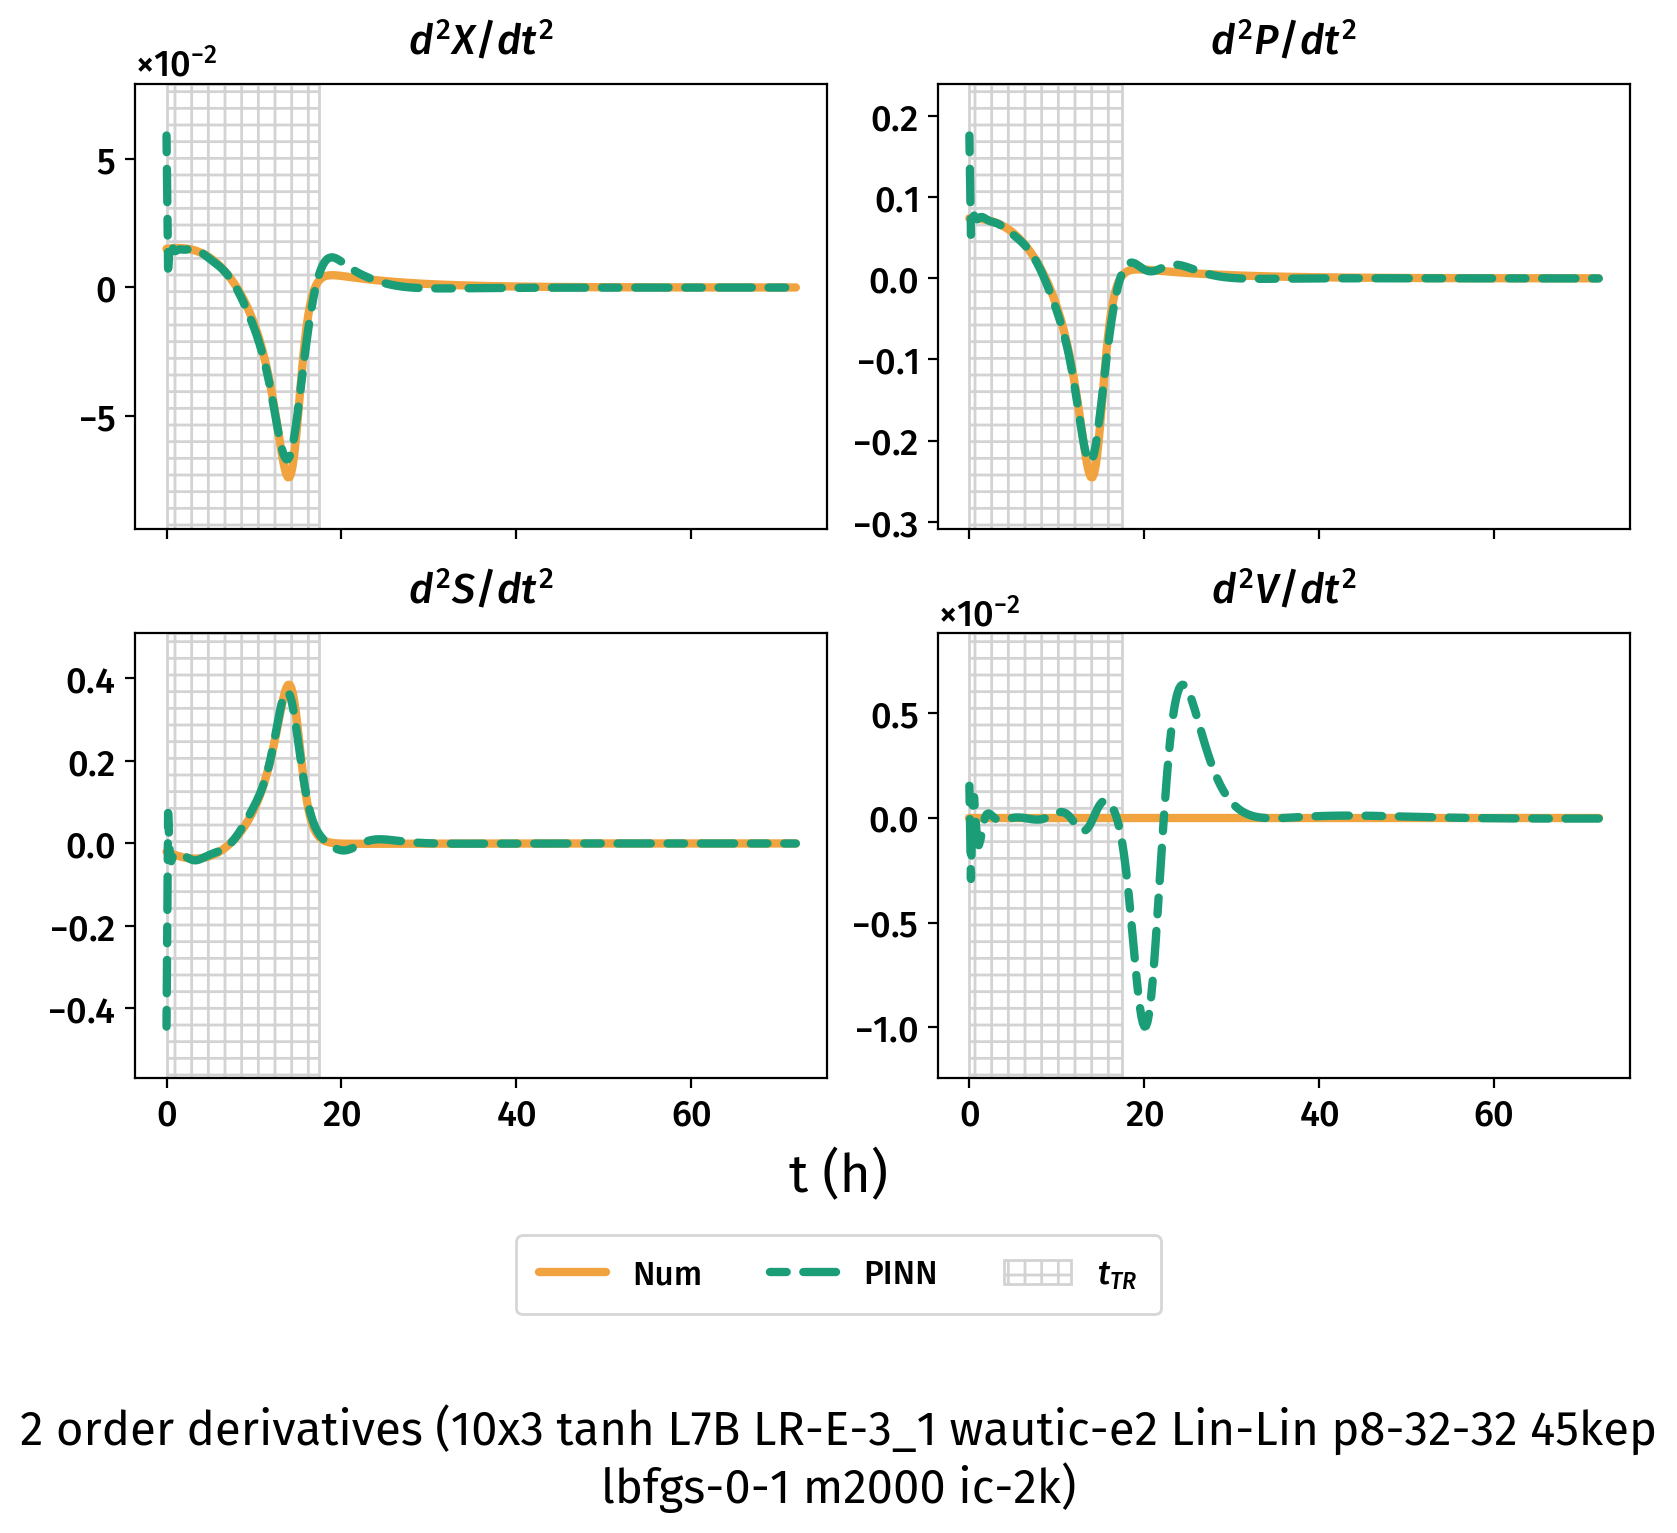 d²X/dt²
d²P/dt²
×10⁻²
5
0
−5
0.2
0.1
0.0
−0.1
−0.2
−0.3
d²S/dt²
d²V/dt²
×10⁻²
0.4
0.2
0.0
−0.2
−0.4
0.5
0.0
−0.5
−1.0
0 20 40 60
0 20 40 60
t (h)
Num PINN t_TR
2 order derivatives (10x3 tanh L7B LR-E-3_1 wautic-e2 Lin-Lin p8-32-32 45kep
lbfgs-0-1 m2000 ic-2k)